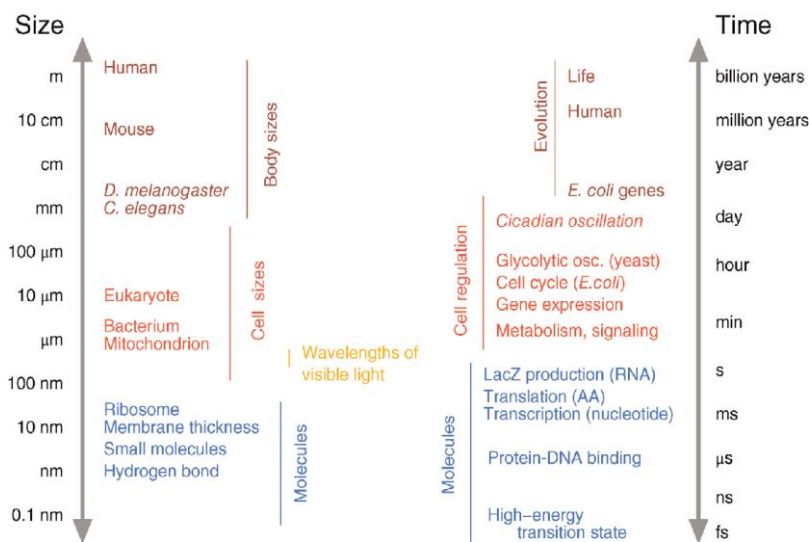 Size
m
10 cm
cm
mm
100 μm
10 μm
μm
100 nm
10 nm
nm
0.1 nm
Human
Mouse
D. melanogaster
C. elegans
Body sizes
Eukaryote
Bacterium
Mitochondrion
Cell sizes
Wavelengths of
visible light
Ribosome
Membrane thickness
Small molecules
Hydrogen bond
Molecules
Evolution
Life
Human
E. coli genes
Cell regulation
Cicadian oscillation
Glycolytic osc. (yeast)
Cell cycle (E.coli)
Gene expression
Metabolism, signaling
Molecules
LacZ production (RNA)
Translation (AA)
Transcription (nucleotide)
Protein-DNA binding
High-energy
transition state
Time
billion years
million years
year
day
hour
min
s
ms
μs
ns
fs